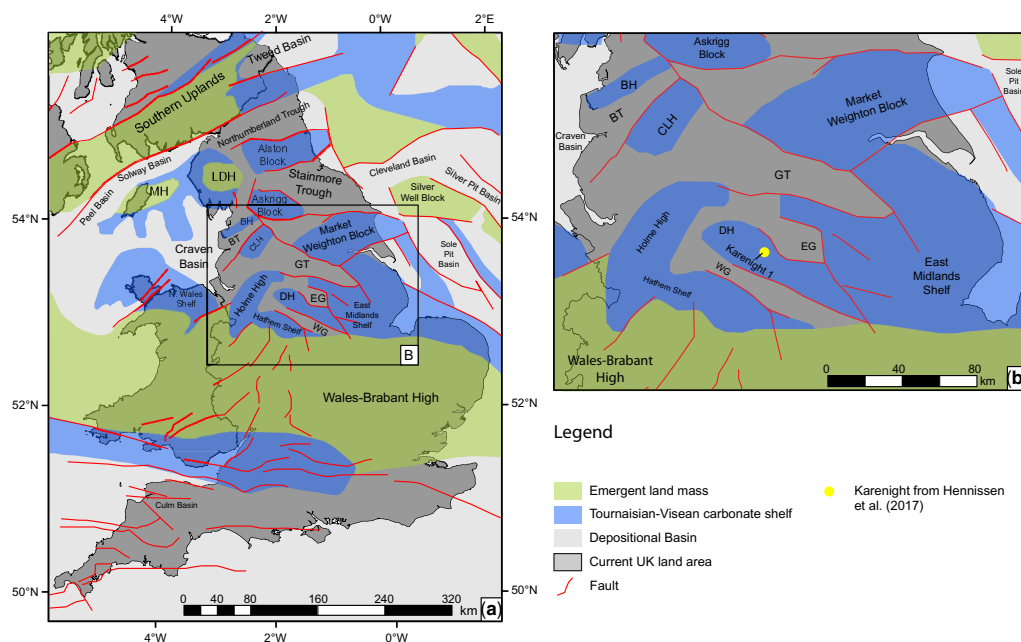 4°W
2°W
0°W
2°E
Tweed Basin
Southern Uplands
Northumberland Trough
Alston
Block
Solway Basin
Peel Basin
MH
LDH
Stainmore
Trough
Cleveland Basin
Silver Pit Basin
Silver
Well Block
Askrigg
Block
54°N
BH
BT
CLH
Market
Weighton Block
Sole
Pit
Basin
Craven
Basin
GT
N. Wales
Shelf
Holme High
DH
EG
East
Midlands
Shelf
Hathern Shelf
WG
B
Wales-Brabant High
52°N
Culm Basin
50°N
0 40 80 160 240 320
km
(a)
4°W
2°W
0°W
Askrigg
Block
BH
BT
CLH
Craven
Basin
Market
Weighton Block
Sole
Pit
Basin
GT
54°N
Holme High
DH
Karenight 1
EG
WG
East
Midlands
Shelf
Hathern Shelf
Wales-Brabant
High
0 40 80
km
(b)
52°N
50°N
Legend
Emergent land mass
Tournaisian-Visean carbonate shelf
Depositional Basin
Current UK land area
Fault
Karenight from Hennissen
et al. (2017)